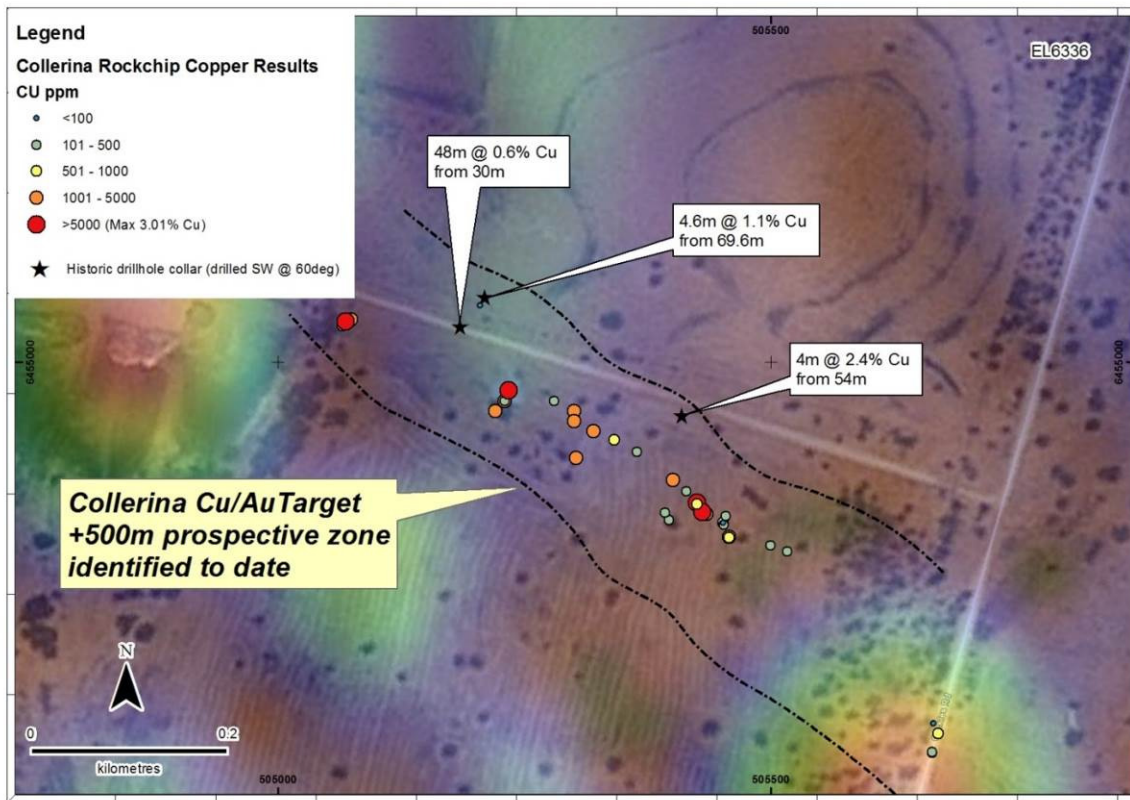 Legend
Collerina Rockchip Copper Results
CU ppm
<100
101 - 500
501 - 1000
1001 - 5000
>5000 (Max 3.01% Cu)
Historic drillhole collar (drilled SW @ 60deg)
505500
EL6336
48m @ 0.6% Cu
from 30m
4.6m @ 1.1% Cu
from 69.6m
6455000
6455000
4m @ 2.4% Cu
from 54m
Collerina Cu/AuTarget
+500m prospective zone
identified to date
N
0
0.2
kilometres
505000
505500